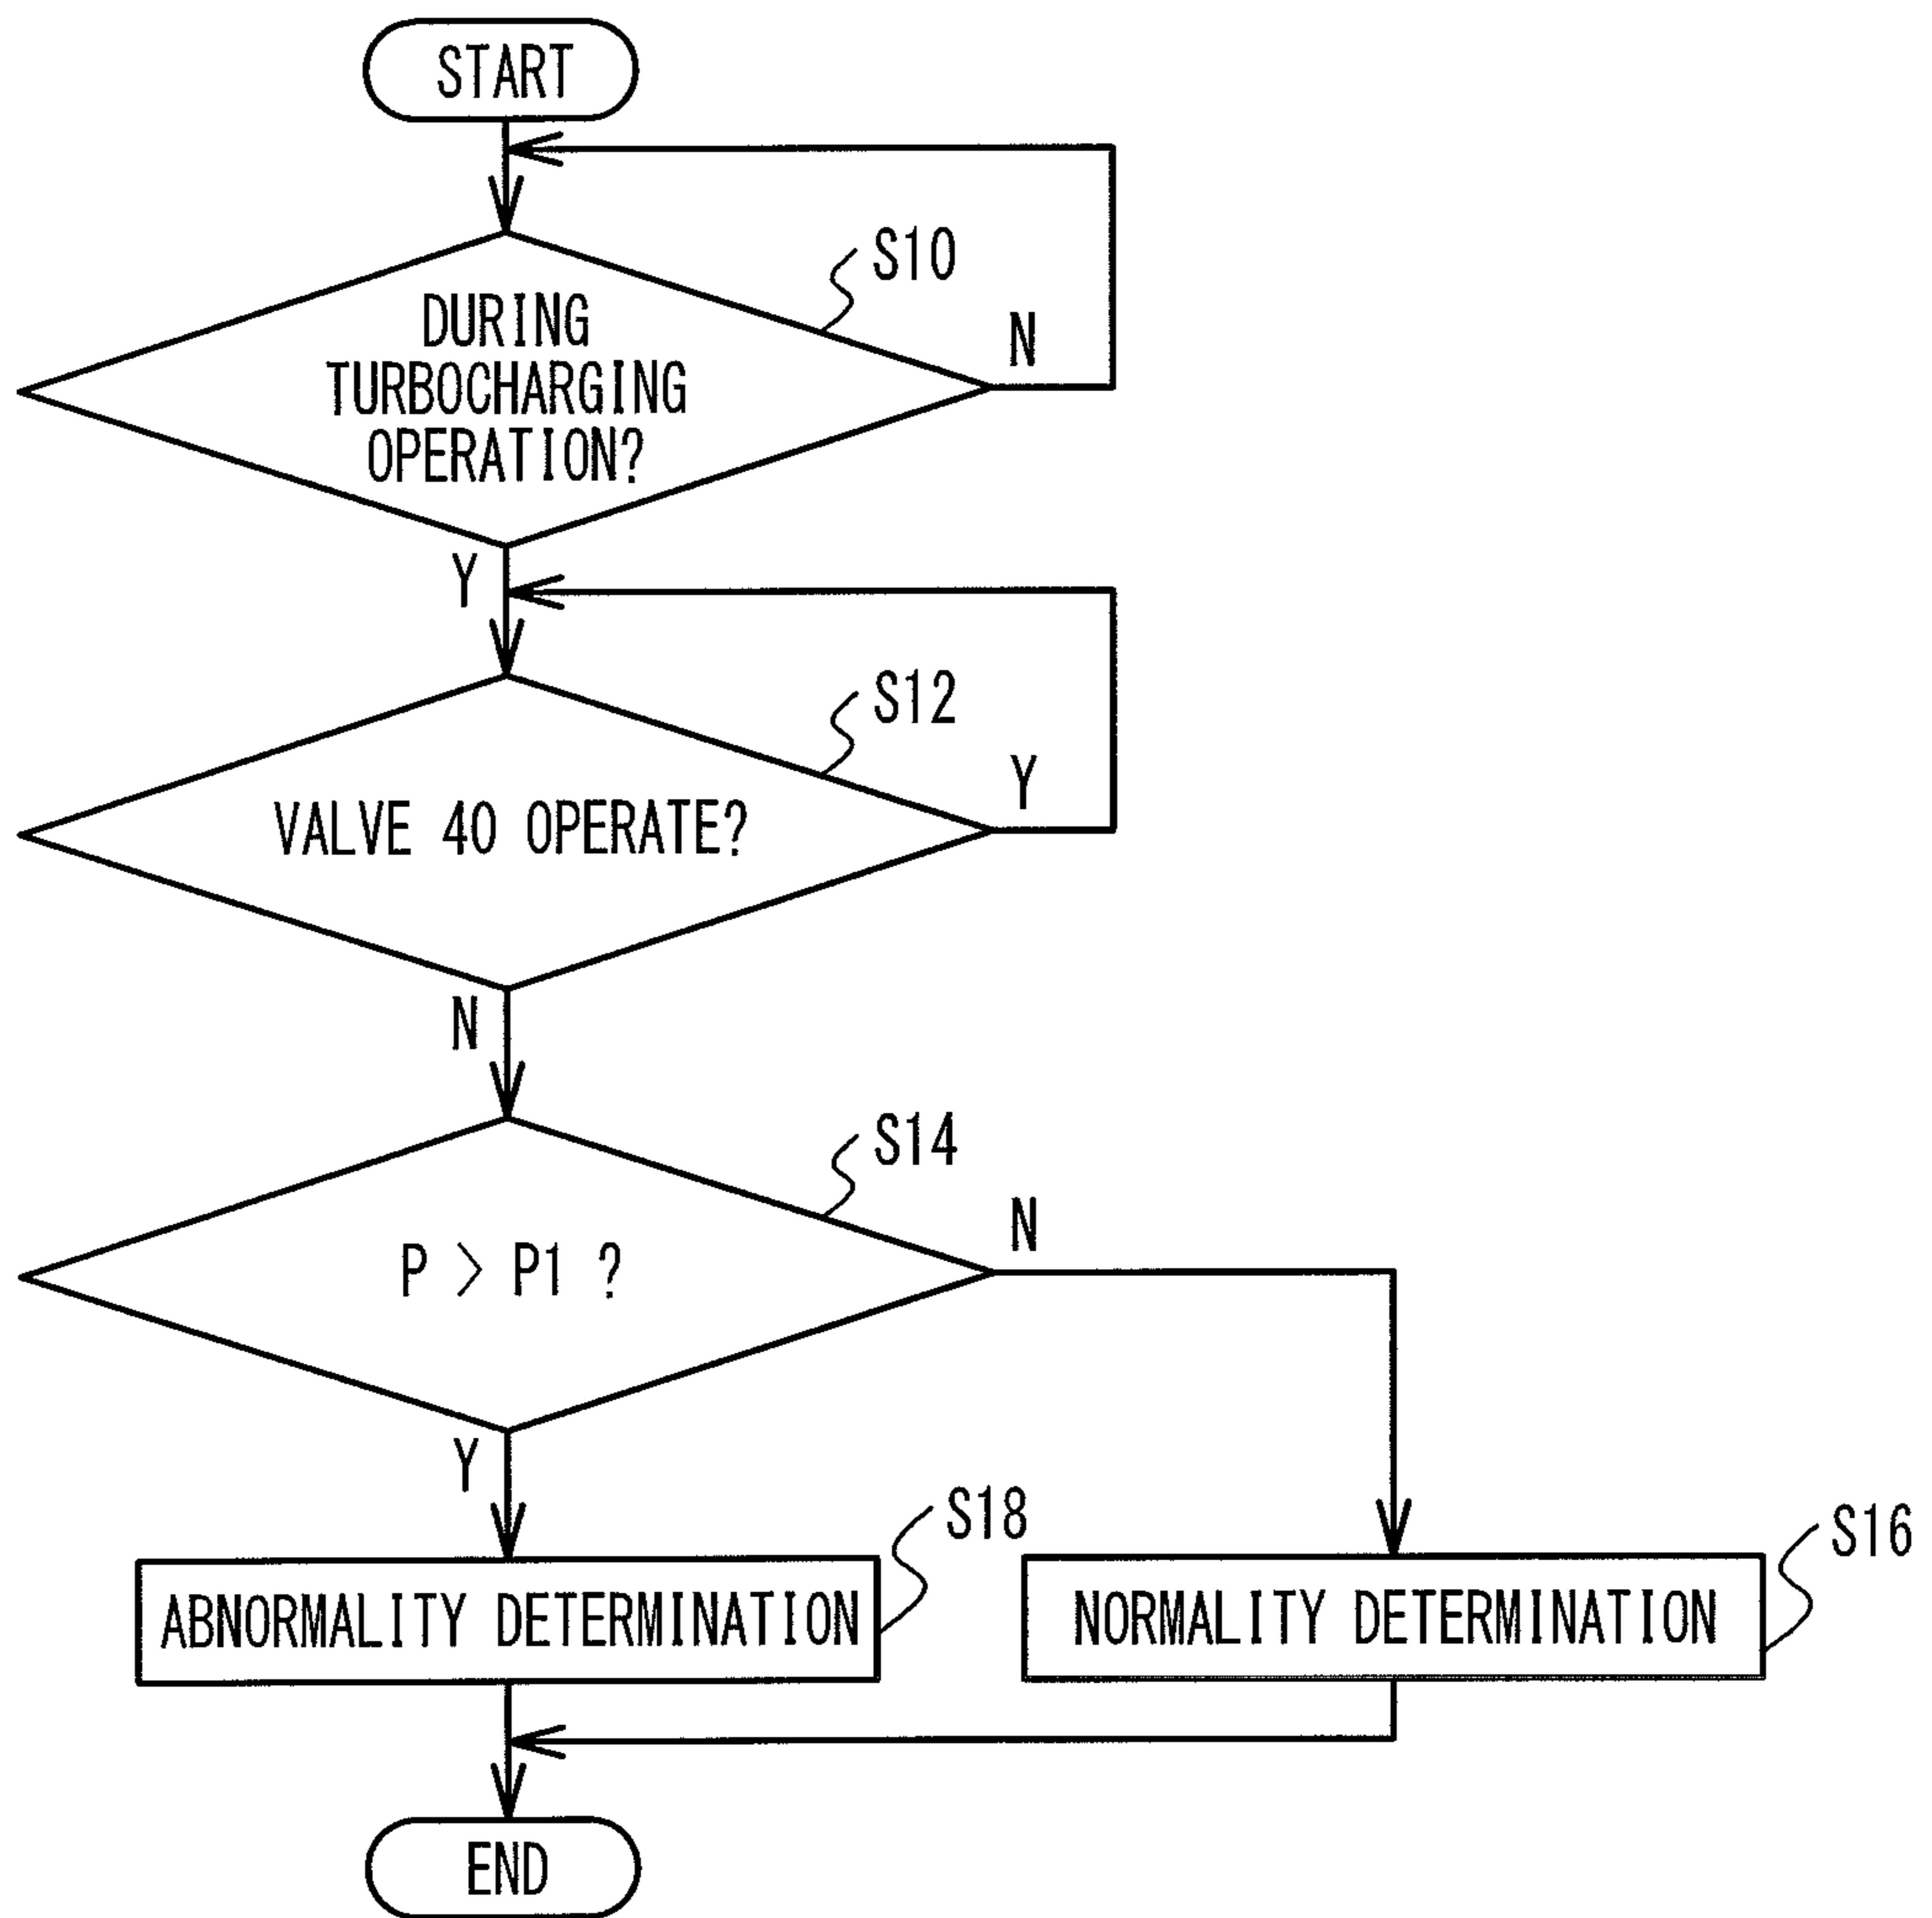 START
S10
DURING
TURBOCHARGING
OPERATION?
N
Y
S12
VALVE 40 OPERATE?
Y
N
S14
P > P1 ?
N
Y
S18
S16
ABNORMALITY DETERMINATION
NORMALITY DETERMINATION
END